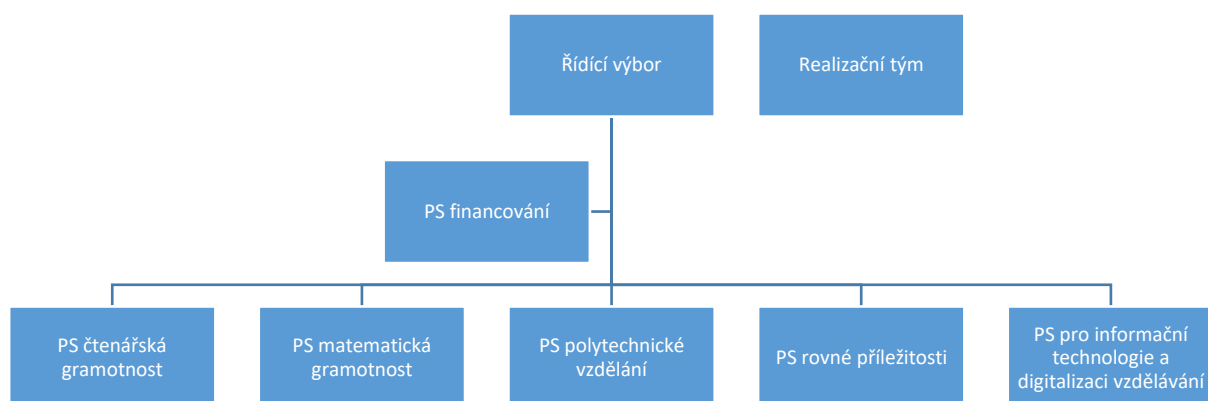 Řídící výbor
Realizační tým
PS financování
PS čtenářská
gramotnost
PS matematická
gramotnost
PS polytechnické
vzdělání
PS rovné příležitosti
PS pro informační
technologie a
digitalizaci vzdělávání